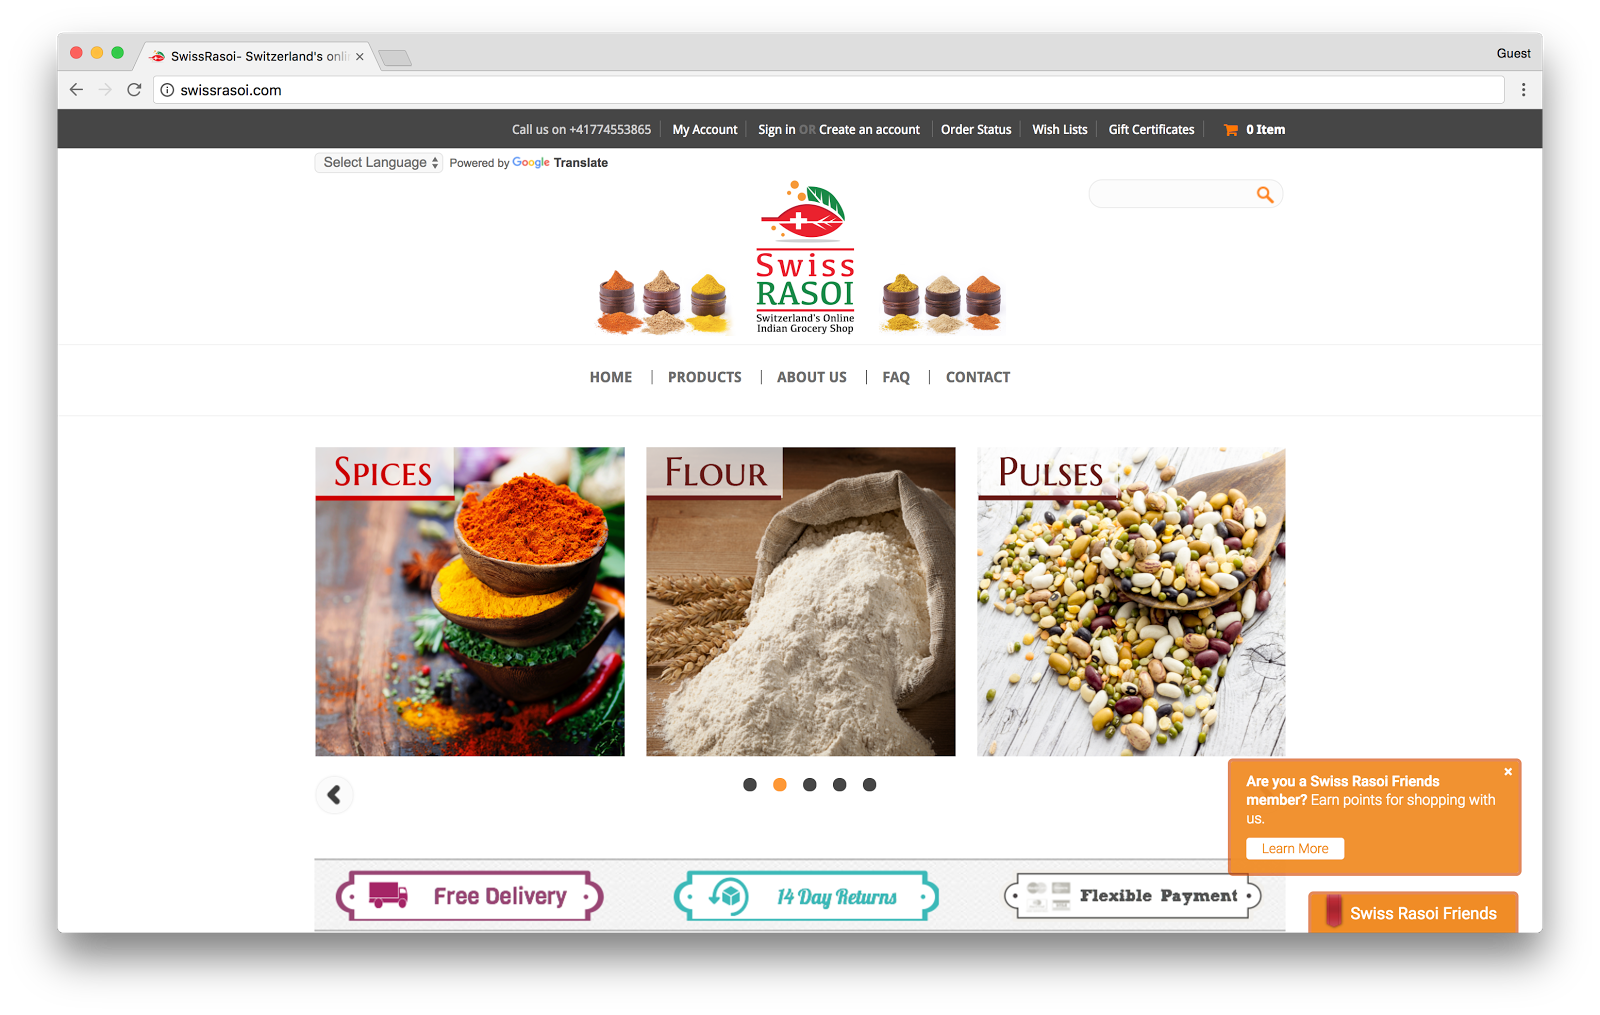 SwissRasoi- Switzerland's onli
Guest
swissrasoi.com
Call us on +41774553865
My Account
Sign in OR Create an account
Order Status
Wish Lists
Gift Certificates
0 Item
Select Language
Powered by Google Translate
Swiss
RASOI
Switzerland's Online
Indian Grocery Shop
HOME
PRODUCTS
ABOUT US
FAQ
CONTACT
SPICES
FLOUR
PULSES
Are you a Swiss Rasoi Friends
member? Earn points for shopping with
us.
Learn More
Free Delivery
14 Day Returns
Flexible Payment
Swiss Rasoi Friends